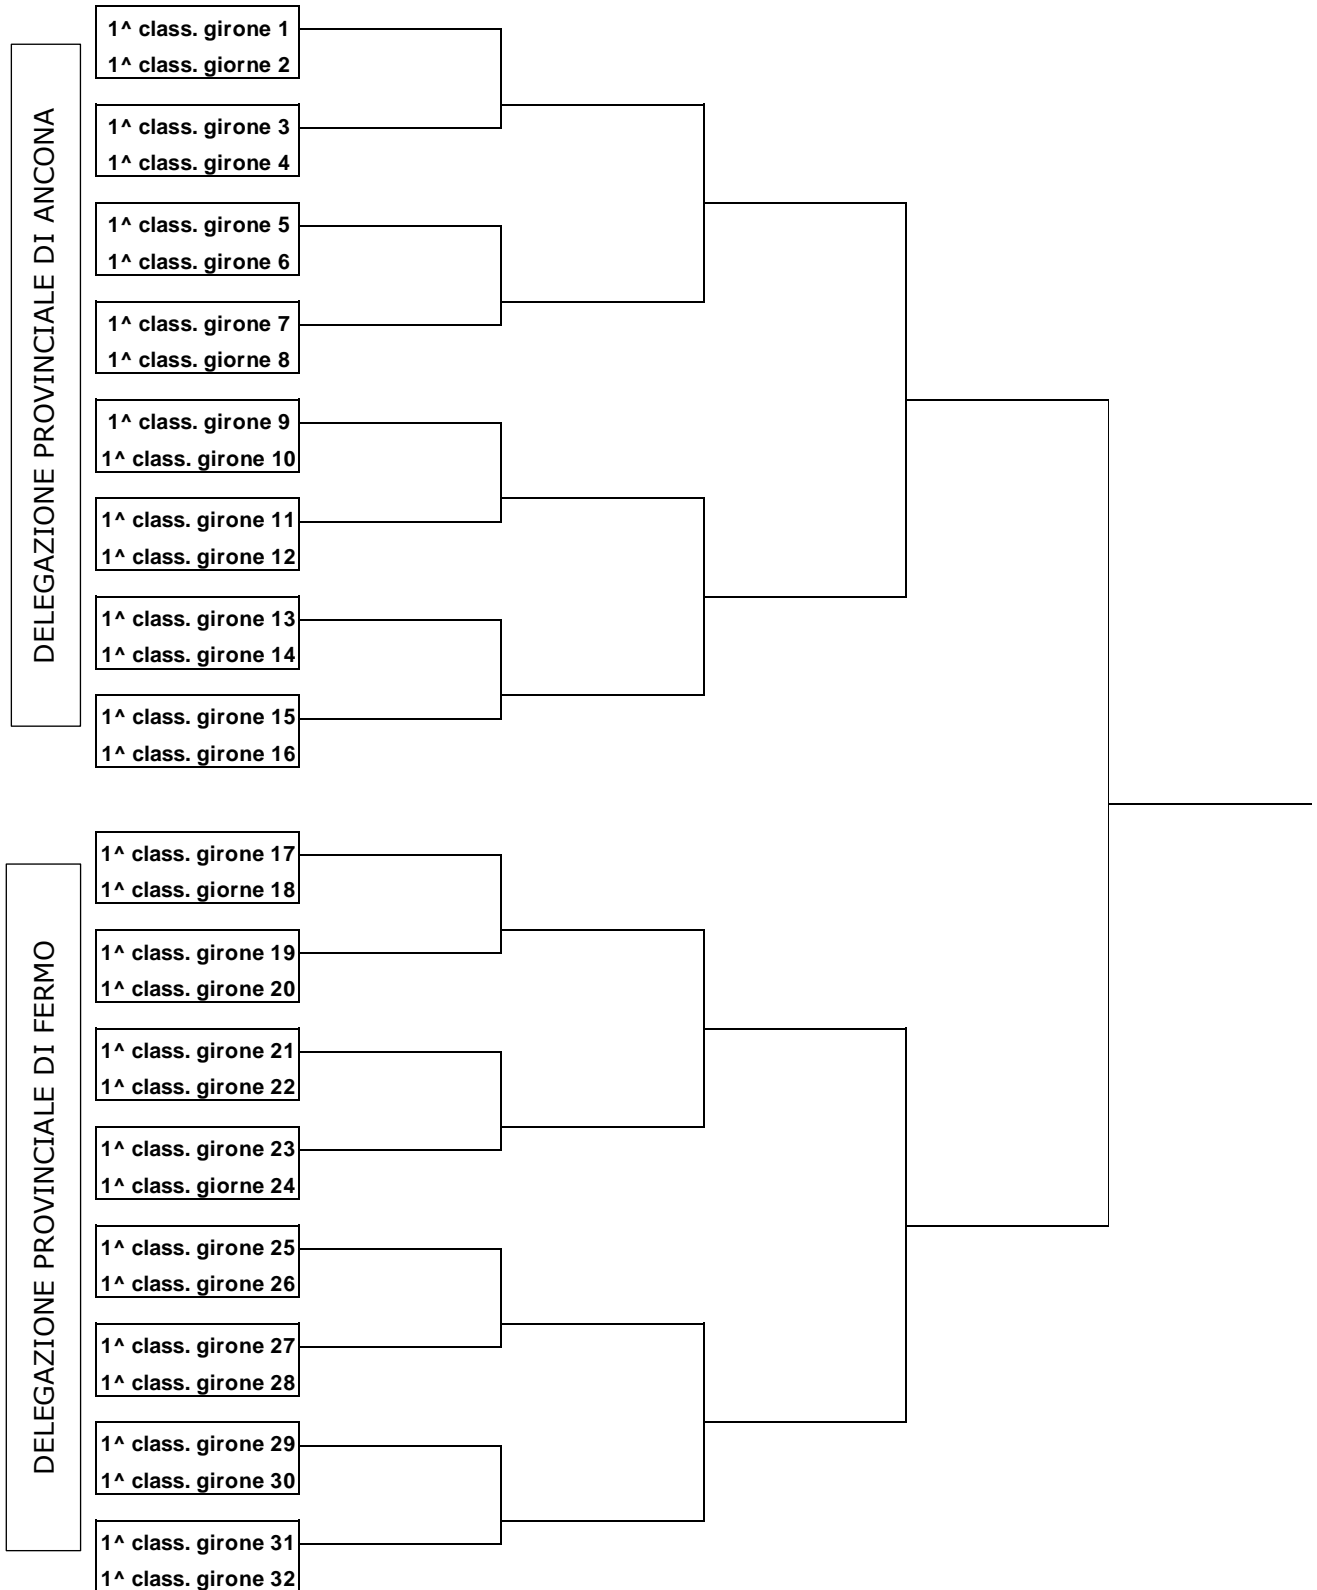 DELEGAZIONE PROVINCIALE DI ANCONA
1^ class. girone 1
1^ class. giorne 2
1^ class. girone 3
1^ class. girone 4
1^ class. girone 5
1^ class. girone 6
1^ class. girone 7
1^ class. giorne 8
1^ class. girone 9
1^ class. girone 10
1^ class. girone 11
1^ class. girone 12
1^ class. girone 13
1^ class. girone 14
1^ class. girone 15
1^ class. girone 16
DELEGAZIONE PROVINCIALE DI FERMO
1^ class. girone 17
1^ class. giorne 18
1^ class. girone 19
1^ class. girone 20
1^ class. girone 21
1^ class. girone 22
1^ class. girone 23
1^ class. giorne 24
1^ class. girone 25
1^ class. girone 26
1^ class. girone 27
1^ class. girone 28
1^ class. girone 29
1^ class. girone 30
1^ class. girone 31
1^ class. girone 32